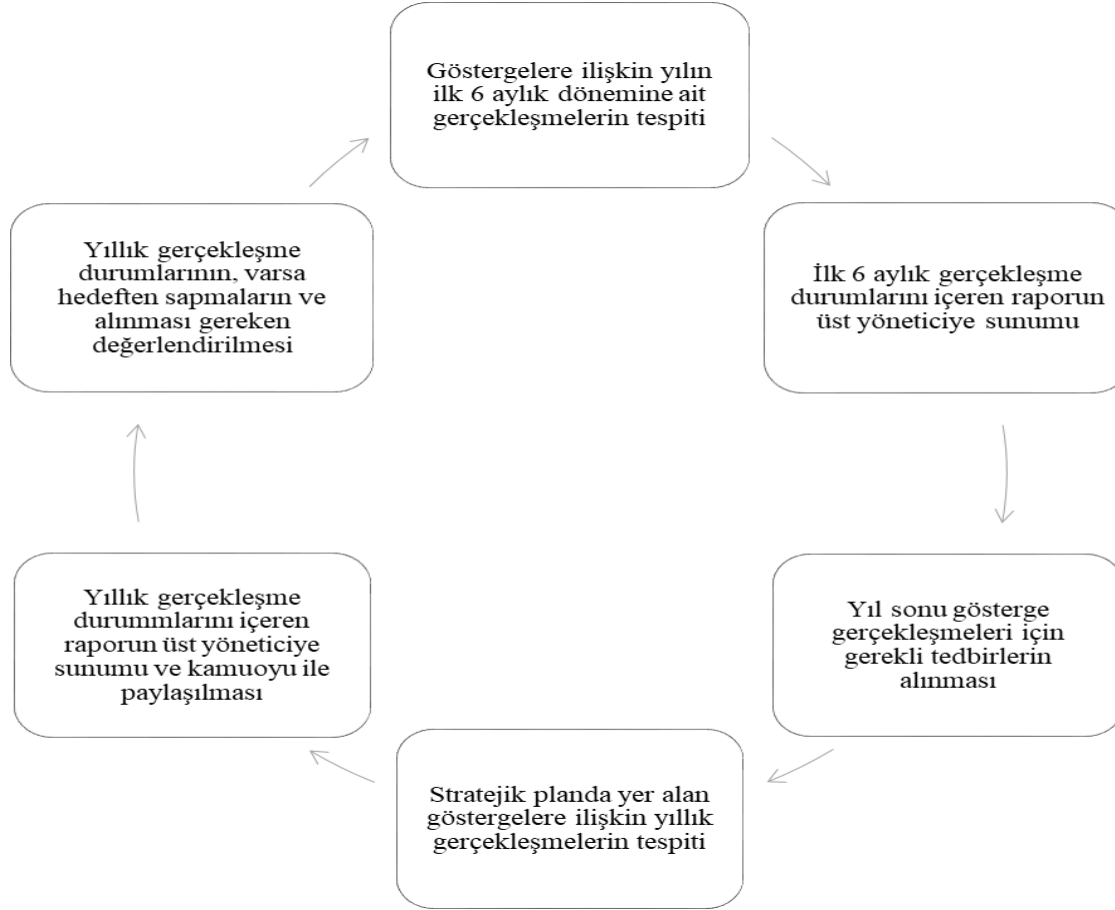 Göstergelere ilişkin yılın
ilk 6 aylık dönemine ait
gerçekleşmelerin tespiti
İlk 6 aylık gerçekleşme
durumlarını içeren raporun
üst yöneticiye sunumu
Yıl sonu gösterge
gerçekleşmeleri için
gerekli tedbirlerin
alınması
Stratejik planda yer alan
göstergelere ilişkin yıllık
gerçekleşmelerin tespiti
Yıllık gerçekleşme
durummlarını içeren
raporun üst yöneticiye
sunumu ve kamuoyu ile
paylaşılması
Yıllık gerçekleşme
durumlarının, varsa
hedeften sapmaların ve
alınması gereken
değerlendirilmesi